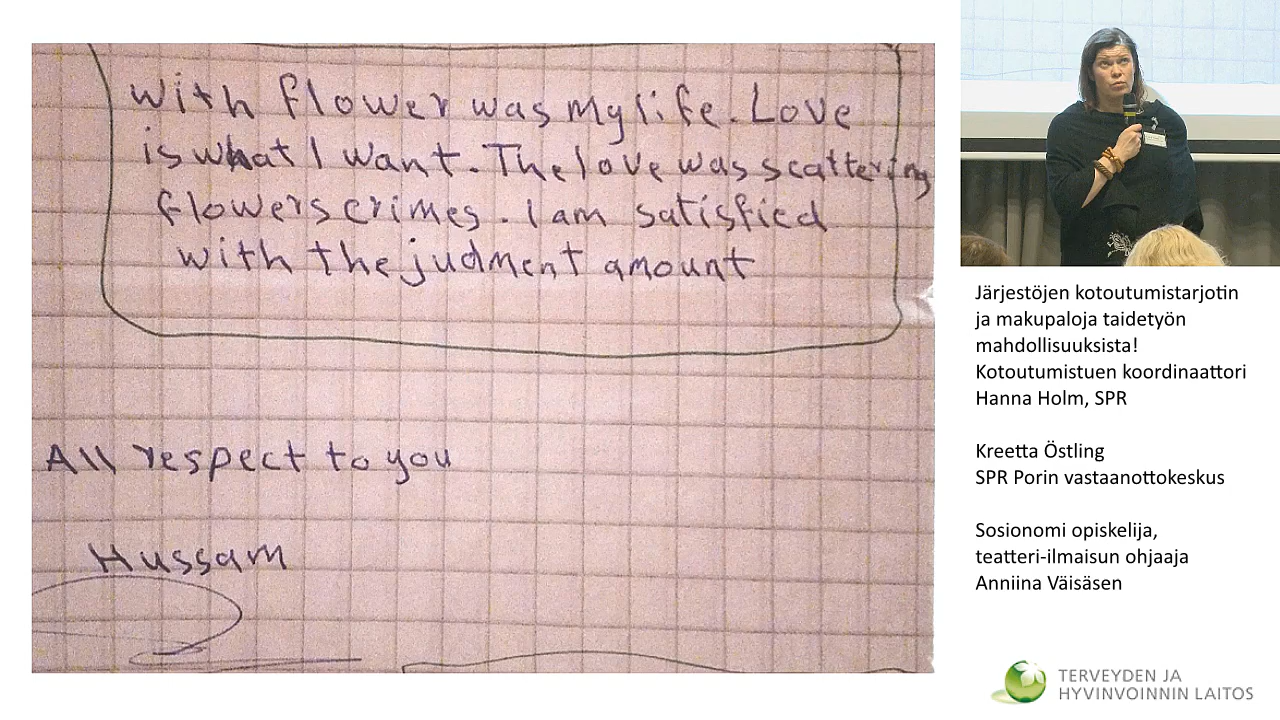 with flower was my life. Love
is what I want. The love was scattering
flowers crimes. I am satisfied
with the judment amount
All respect to you
Hussam
Järjestöjen kotoutumistarjotin
ja makupaloja taidetyön
mahdollisuuksista!
Kotoutumistuen koordinaattori
Hanna Holm, SPR
Kreetta Östling
SPR Porin vastaanottokeskus
Sosionomi opiskelija,
teatteri-ilmaisun ohjaaja
Anniina Väisäsen
TERVEYDEN JA
HYVINVOINNIN LAITOS